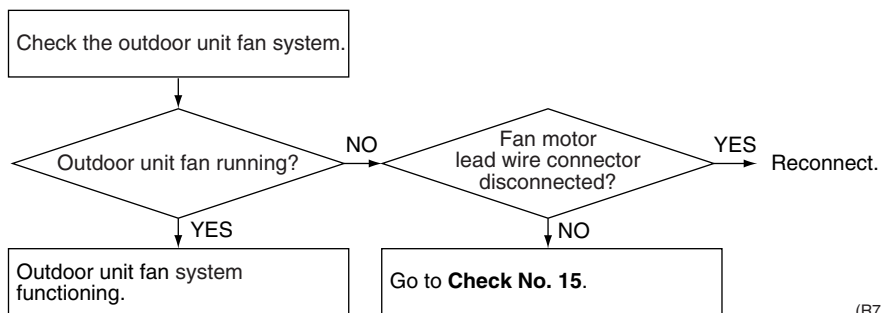 Check the outdoor unit fan system.
Outdoor unit fan running?
NO
Fan motor
lead wire connector
disconnected?
YES
Reconnect.
YES
Outdoor unit fan system
functioning.
NO
Go to Check No. 15.
(R7